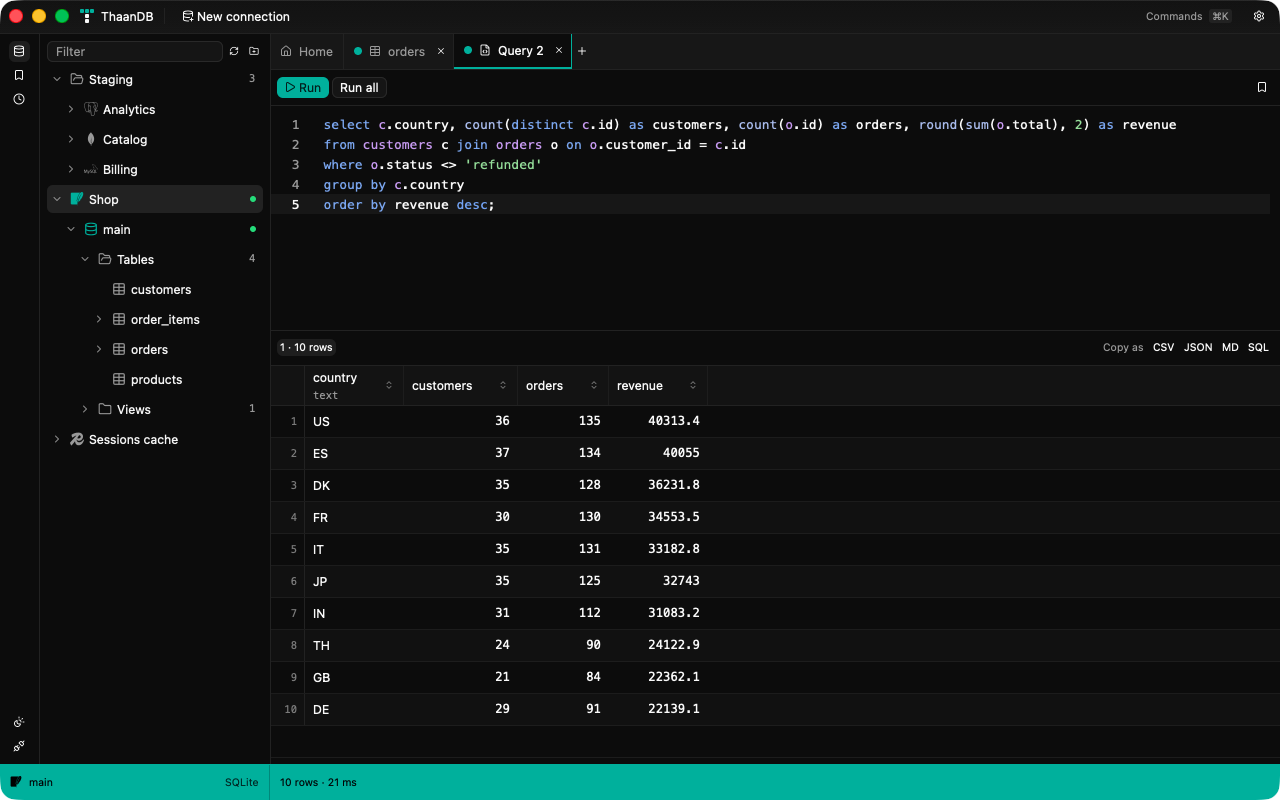 ThaanDB
New connection
Commands ⌘K
Filter
Staging 3
Analytics
Catalog
MySQL Billing
Shop
main
Tables 4
customers
order_items
orders
products
Views 1
Sessions cache
Home
orders ×
Query 2 ×
+
Run
Run all
1 select c.country, count(distinct c.id) as customers, count(o.id) as orders, round(sum(o.total), 2) as revenue
2 from customers c join orders o on o.customer_id = c.id
3 where o.status <> 'refunded'
4 group by c.country
5 order by revenue desc;
1 · 10 rows
Copy as CSV JSON MD SQL
country text customers orders revenue
1 US 36 135 40313.4
2 ES 37 134 40055
3 DK 35 128 36231.8
4 FR 30 130 34553.5
5 IT 35 131 33182.8
6 JP 35 125 32743
7 IN 31 112 31083.2
8 TH 24 90 24122.9
9 GB 21 84 22362.1
10 DE 29 91 22139.1
main SQLite
10 rows · 21 ms